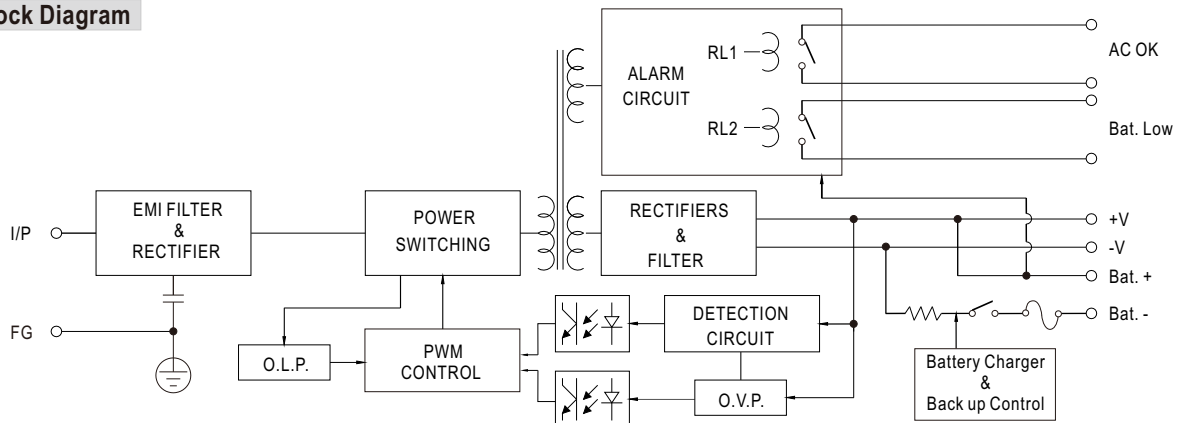 ock Diagram
RL1
AC OK
ALARM
CIRCUIT
RL2
Bat. Low
I/P
EMI FILTER
&
RECTIFIER
POWER
SWITCHING
RECTIFIERS
&
FILTER
+V
-V
Bat. +
Bat. -
FG
O.L.P.
PWM
CONTROL
DETECTION
CIRCUIT
O.V.P.
Battery Charger
&
Back up Control